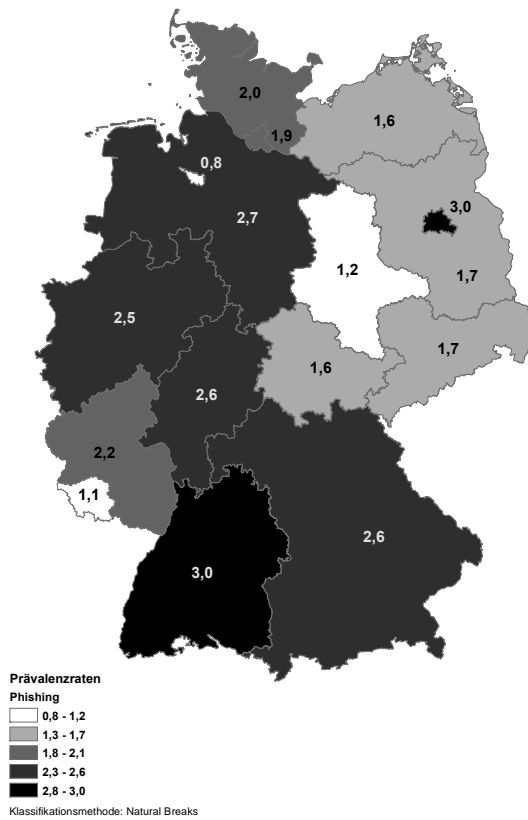 2,0
1,9
1,6
0,8
2,7
3,0
1,7
1,2
2,5
1,7
1,6
2,6
2,2
1,1
2,6
3,0
Prävalenzraten
Phishing
0,8 - 1,2
1,3 - 1,7
1,8 - 2,1
2,3 - 2,6
2,8 - 3,0
Klassifikationsmethode: Natural Breaks